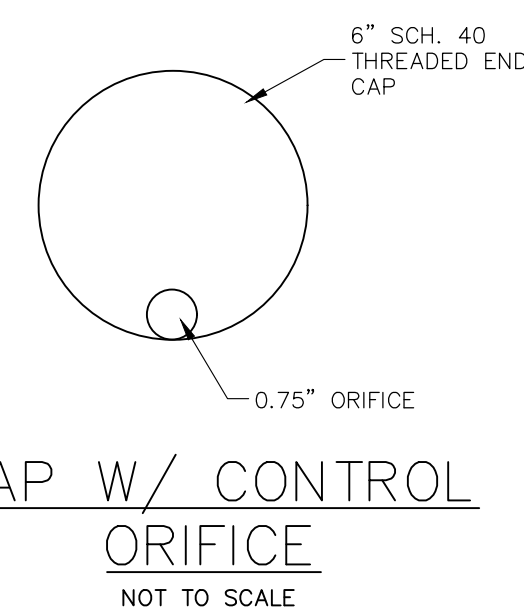 6” SCH. 40
THREADED END
CAP
0.75” ORIFICE
AP W/ CONTROL
ORIFICE
NOT TO SCALE